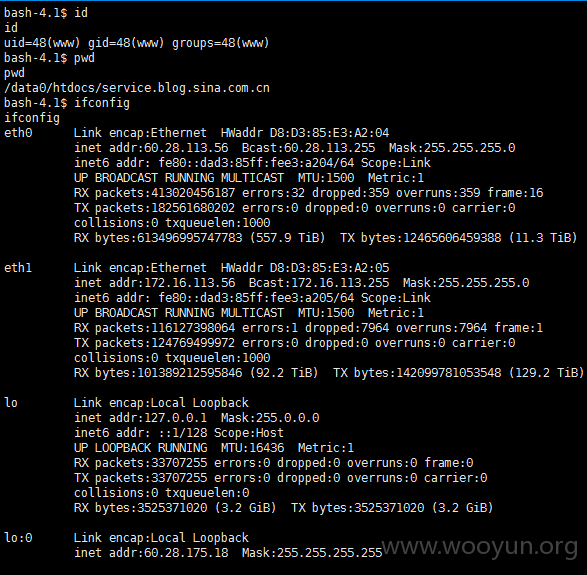 bash-4.1$ id
id
uid=48(www) gid=48(www) groups=48(www)
bash-4.1$ pwd
pwd
/data0/htdocs/service.blog.sina.com.cn
bash-4.1$ ifconfig
ifconfig
eth0      Link encap:Ethernet  HWaddr D8:D3:85:E3:A2:04
          inet addr:60.28.113.56  Bcast:60.28.113.255  Mask:255.255.255.0
          inet6 addr: fe80::dad3:85ff:fee3:a204/64 Scope:Link
          UP BROADCAST RUNNING MULTICAST  MTU:1500  Metric:1
          RX packets:413020456187 errors:32 dropped:359 overruns:359 frame:16
          TX packets:182561680202 errors:0 dropped:0 overruns:0 carrier:0
          collisions:0 txqueuelen:1000
          RX bytes:613496995747783 (557.9 TiB)  TX bytes:12465606459388 (11.3 TiB)
eth1      Link encap:Ethernet  HWaddr D8:D3:85:E3:A2:05
          inet addr:172.16.113.56  Bcast:172.16.113.255  Mask:255.255.255.0
          inet6 addr: fe80::dad3:85ff:fee3:a205/64 Scope:Link
          UP BROADCAST RUNNING MULTICAST  MTU:1500  Metric:1
          RX packets:116127398064 errors:1 dropped:7964 overruns:7964 frame:1
          TX packets:124769499972 errors:0 dropped:0 overruns:0 carrier:0
          collisions:0 txqueuelen:1000
          RX bytes:101389212595846 (92.2 TiB)  TX bytes:142099781053548 (129.2 TiB)
lo        Link encap:Local Loopback
          inet addr:127.0.0.1  Mask:255.0.0.0
          inet6 addr: ::1/128 Scope:Host
          UP LOOPBACK RUNNING  MTU:16436  Metric:1
          RX packets:33707255 errors:0 dropped:0 overruns:0 frame:0
          TX packets:33707255 errors:0 dropped:0 overruns:0 carrier:0
          collisions:0 txqueuelen:0
          RX bytes:3525371020 (3.2 GiB)  TX bytes:3525371020 (3.2 GiB)
lo:0      Link encap:Local Loopback
          inet addr:60.28.175.18  Mask:255.255.255.255
www.wooyun.org